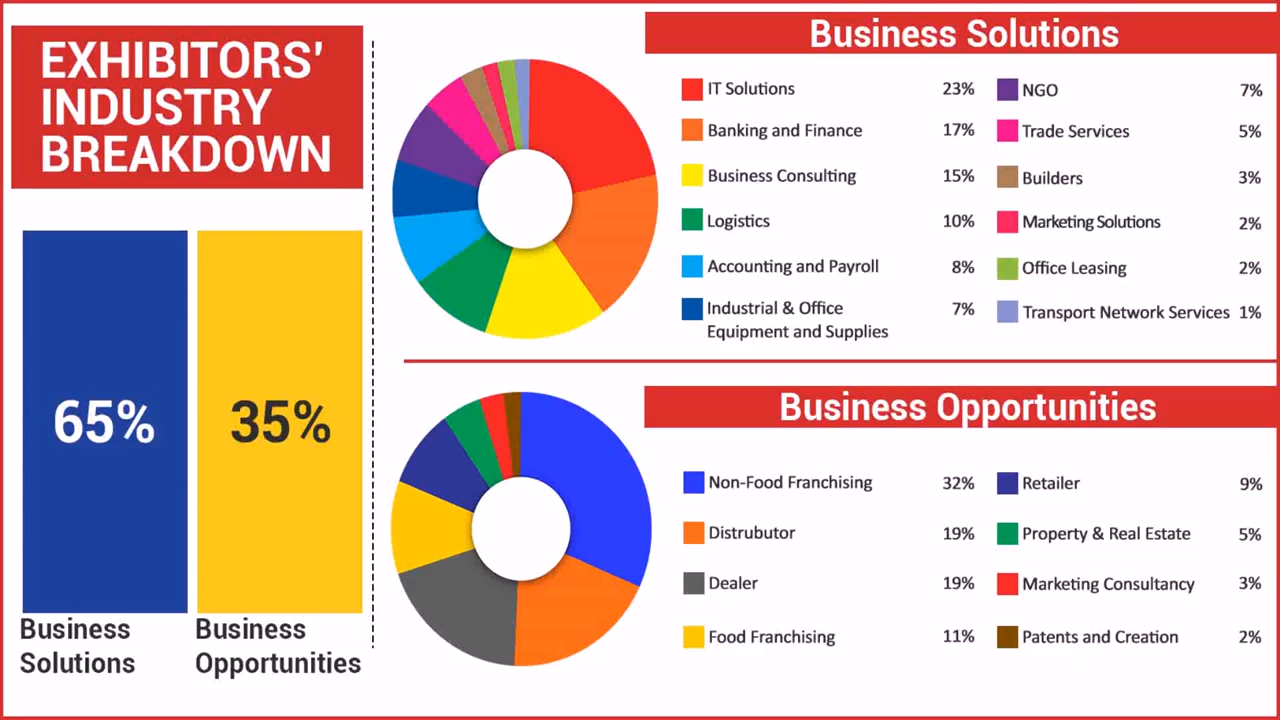 EXHIBITORS'
INDUSTRY
BREAKDOWN
65%
35%
Business
Solutions
Business
Opportunities
Business Solutions
IT Solutions 23%
Banking and Finance 17%
Business Consulting 15%
Logistics 10%
Accounting and Payroll 8%
Industrial & Office
Equipment and Supplies 7%
NGO 7%
Trade Services 5%
Builders 3%
Marketing Solutions 2%
Office Leasing 2%
Transport Network Services 1%
Business Opportunities
Non-Food Franchising 32%
Distrubutor 19%
Dealer 19%
Food Franchising 11%
Retailer 9%
Property & Real Estate 5%
Marketing Consultancy 3%
Patents and Creation 2%